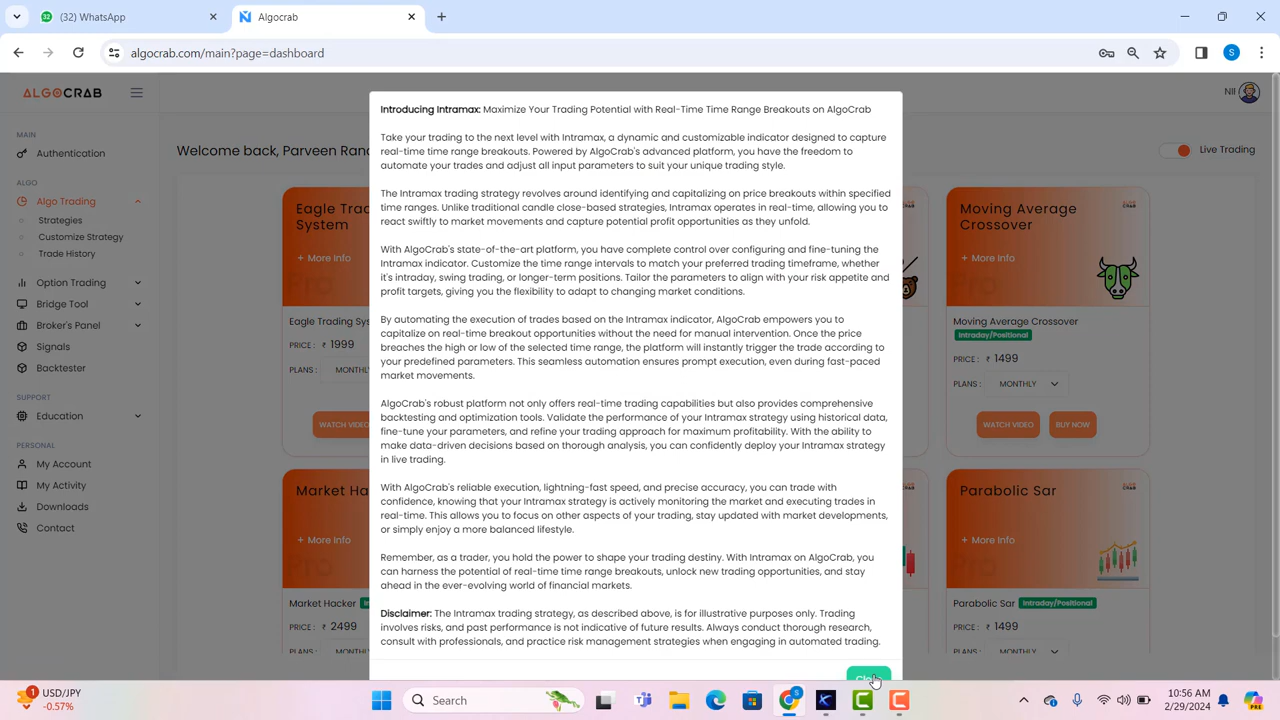 (32) WhatsApp
Algocrab
algocrab.com/main?page=dashboard
S
ALGOCRAB
Nll
MAIN
Authentication
ALGO
Algo Trading
Strategies
Customize Strategy
Trade History
Option Trading
Bridge Tool
Broker's Panel
Signals
Backtester
SUPPORT
Education
PERSONAL
My Account
My Activity
Downloads
Contact
Welcome back, Parveen Ran
Live Trading
Eagle Tra
System
+ More Info
Eagle Trading Sys
PRICE : ₹ 1999
PLANS : MONTHL
WATCH VIDEO
Market Ha
+ More Info
Market Hacker
PRICE : ₹ 2499
PLANS : MONTHL
Introducing Intramax: Maximize Your Trading Potential with Real-Time Time Range Breakouts on AlgoCrab
Take your trading to the next level with Intramax, a dynamic and customizable indicator designed to capture
real-time time range breakouts. Powered by AlgoCrab's advanced platform, you have the freedom to
automate your trades and adjust all input parameters to suit your unique trading style.
The Intramax trading strategy revolves around identifying and capitalizing on price breakouts within specified
time ranges. Unlike traditional candle close-based strategies, Intramax operates in real-time, allowing you to
react swiftly to market movements and capture potential profit opportunities as they unfold.
With AlgoCrab's state-of-the-art platform, you have complete control over configuring and fine-tuning the
Intramax indicator. Customize the time range intervals to match your preferred trading timeframe, whether
it's intraday, swing trading, or longer-term positions. Tailor the parameters to align with your risk appetite and
profit targets, giving you the flexibility to adapt to changing market conditions.
By automating the execution of trades based on the Intramax indicator, AlgoCrab empowers you to
capitalize on real-time breakout opportunities without the need for manual intervention. Once the price
breaches the high or low of the selected time range, the platform will instantly trigger the trade according to
your predefined parameters. This seamless automation ensures prompt execution, even during fast-paced
market movements.
AlgoCrab's robust platform not only offers real-time trading capabilities but also provides comprehensive
backtesting and optimization tools. Validate the performance of your Intramax strategy using historical data,
fine-tune your parameters, and refine your trading approach for maximum profitability. With the ability to
make data-driven decisions based on thorough analysis, you can confidently deploy your Intramax strategy
in live trading.
With AlgoCrab's reliable execution, lightning-fast speed, and precise accuracy, you can trade with
confidence, knowing that your Intramax strategy is actively monitoring the market and executing trades in
real-time. This allows you to focus on other aspects of your trading, stay updated with market developments,
or simply enjoy a more balanced lifestyle.
Remember, as a trader, you hold the power to shape your trading destiny. With Intramax on AlgoCrab, you
can harness the potential of real-time time range breakouts, unlock new trading opportunities, and stay
ahead in the ever-evolving world of financial markets.
Disclaimer: The Intramax trading strategy, as described above, is for illustrative purposes only. Trading
involves risks, and past performance is not indicative of future results. Always conduct thorough research,
consult with professionals, and practice risk management strategies when engaging in automated trading.
Moving Average
Crossover
+ More Info
Pro
Moving Average Crossover
Intraday/Positional
PRICE : ₹ 1499
PLANS : MONTHLY
WATCH VIDEO
BUY NOW
Parabolic Sar
+ More Info
Pro
Parabolic Sar Intraday/Positional
PRICE : ₹ 1499
PLANS : MONTHLY
1
USD/JPY
-0.57%
Search
10:56 AM
2/29/2024